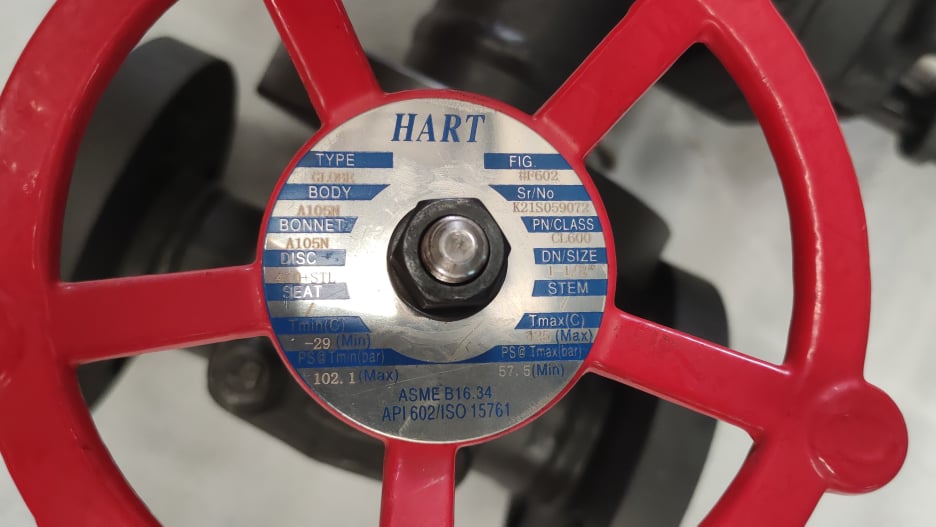 HART
TYPE FIG.
GLOBE #F602
BODY Sr/No
A105N K21S059072
BONNET PN/CLASS
A105N CL600
DISC DN/SIZE
SEAT STEM
Tmin(C) Tmax(C)
-29 (Min) (Max)
PS@Tmin(bar) PS@Tmax(bar)
102.1 (Max) 57.5 (Min)
ASME B16.34
API 602/ISO 15761